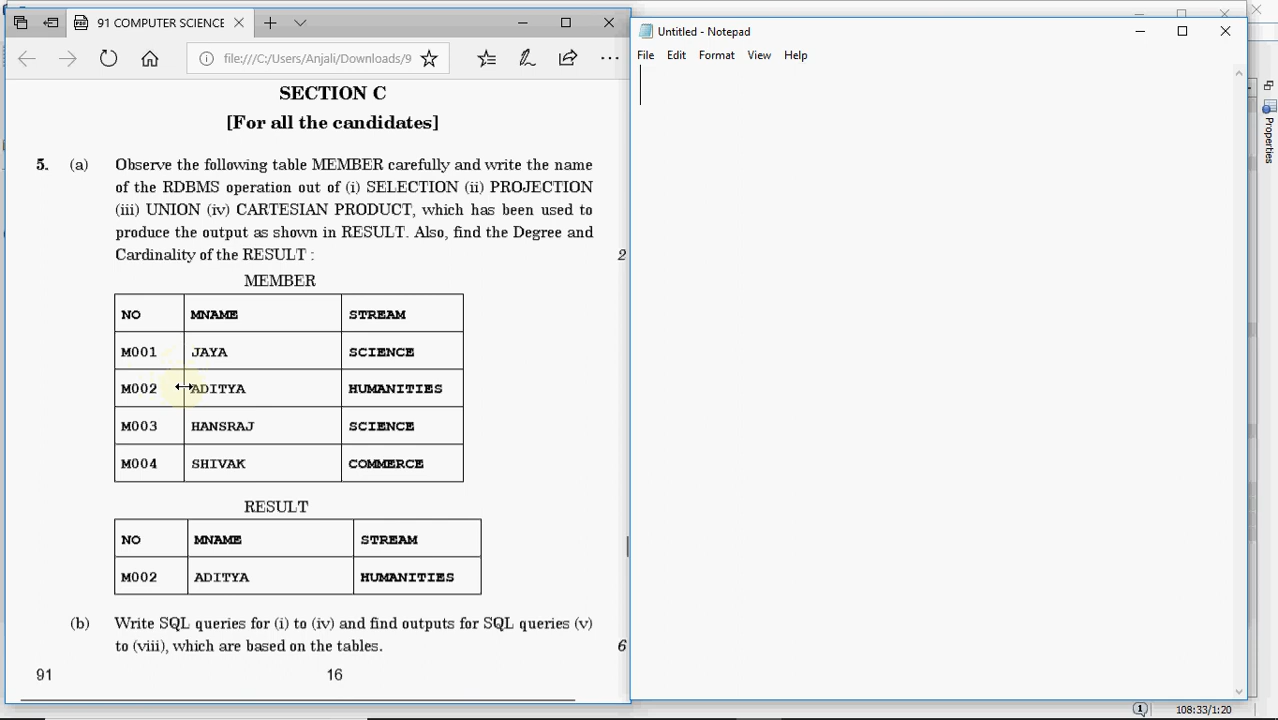 91 COMPUTER SCIENCE
file:///C:/Users/Anjali/Downloads/9
SECTION C
[For all the candidates]
5. (a) Observe the following table MEMBER carefully and write the name
of the RDBMS operation out of (i) SELECTION (ii) PROJECTION
(iii) UNION (iv) CARTESIAN PRODUCT, which has been used to
produce the output as shown in RESULT. Also, find the Degree and
Cardinality of the RESULT : 2
MEMBER
NO MNAME STREAM
M001 JAYA SCIENCE
M002 ADITYA HUMANITIES
M003 HANSRAJ SCIENCE
M004 SHIVAK COMMERCE
RESULT
NO MNAME STREAM
M002 ADITYA HUMANITIES
(b) Write SQL queries for (i) to (iv) and find outputs for SQL queries (v)
to (viii), which are based on the tables. 6
91 16
Untitled - Notepad
File Edit Format View Help
Properties
1 108:33/1:20